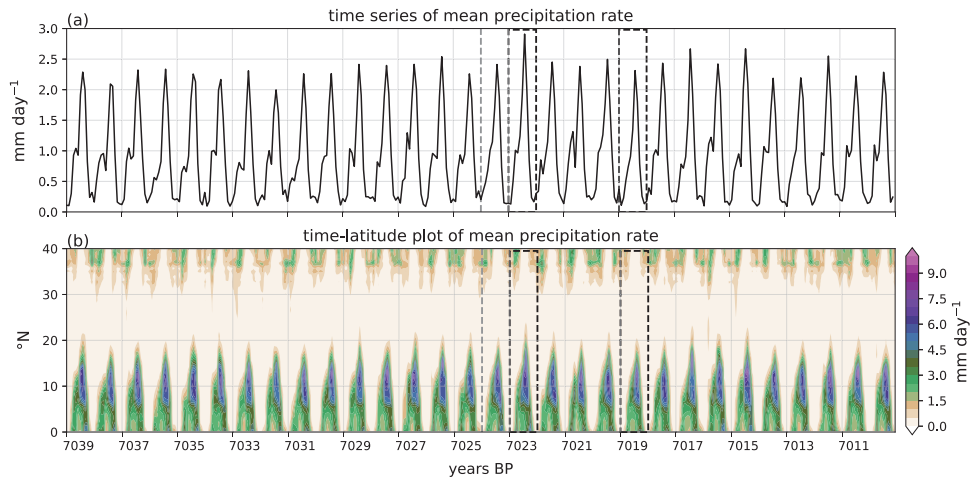 (a)
time series of mean precipitation rate
3.0
2.5
2.0
1.5
1.0
0.5
0.0
mm day⁻¹
(b)
time-latitude plot of mean precipitation rate
40
30
20
10
0
°N
7039 7037 7035 7033 7031 7029 7027 7025 7023 7021 7019 7017 7015 7013 7011
years BP
9.0
7.5
6.0
4.5
3.0
1.5
0.0
mm day⁻¹